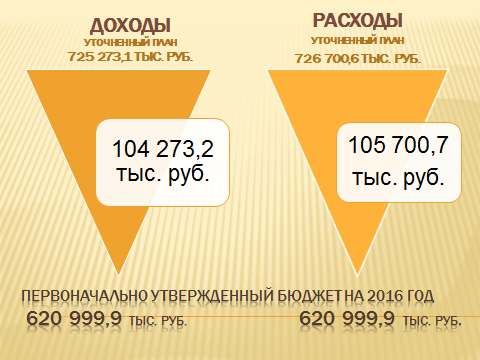 ДОХОДЫ
УТОЧНЕННЫЙ ПЛАН
725 273,1 ТЫС. РУБ.
РАСХОДЫ
УТОЧНЕННЫЙ ПЛАН
726 700,6 ТЫС. РУБ.
104 273,2
тыс. руб.
105 700,7
тыс. руб.
ПЕРВОНАЧАЛЬНО УТВЕРЖДЕННЫЙ БЮДЖЕТ НА 2016 ГОД
620 999,9 ТЫС. РУБ. 620 999,9 ТЫС. РУБ.